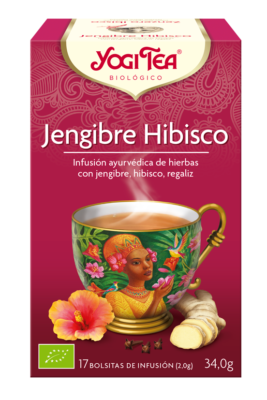 YOGI TEA®
BIOLÓGICO
Jengibre Hibisco
Infusión ayurvédica de hierbas
con jengibre, hibisco, regaliz
17 BOLSITAS DE INFUSIÓN (2,0g) 34,0g